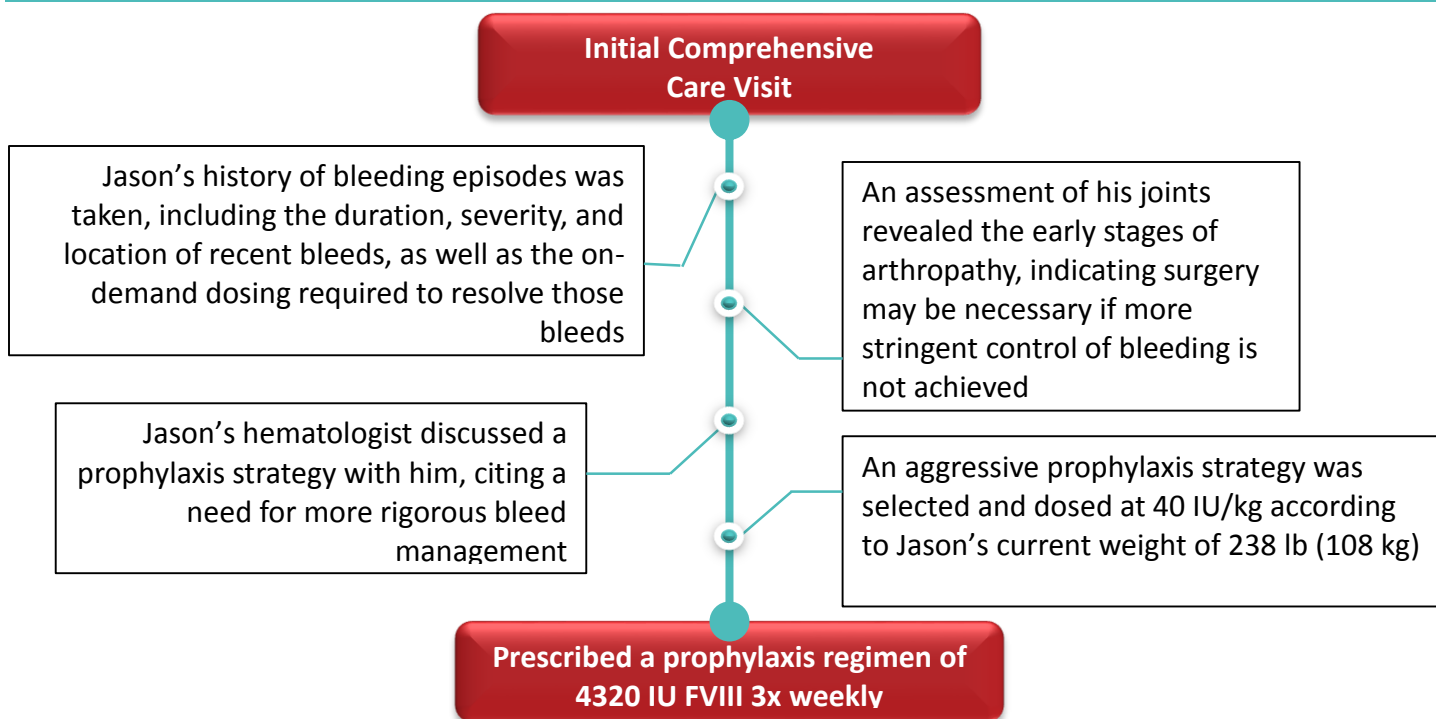 Initial Comprehensive
Care Visit
Jason’s history of bleeding episodes was
taken, including the duration, severity, and
location of recent bleeds, as well as the on-
demand dosing required to resolve those
bleeds
An assessment of his joints
revealed the early stages of
arthropathy, indicating surgery
may be necessary if more
stringent control of bleeding is
not achieved
Jason’s hematologist discussed a
prophylaxis strategy with him, citing a
need for more rigorous bleed
management
An aggressive prophylaxis strategy was
selected and dosed at 40 IU/kg according
to Jason’s current weight of 238 lb (108 kg)
Prescribed a prophylaxis regimen of
4320 IU FVIII 3x weekly